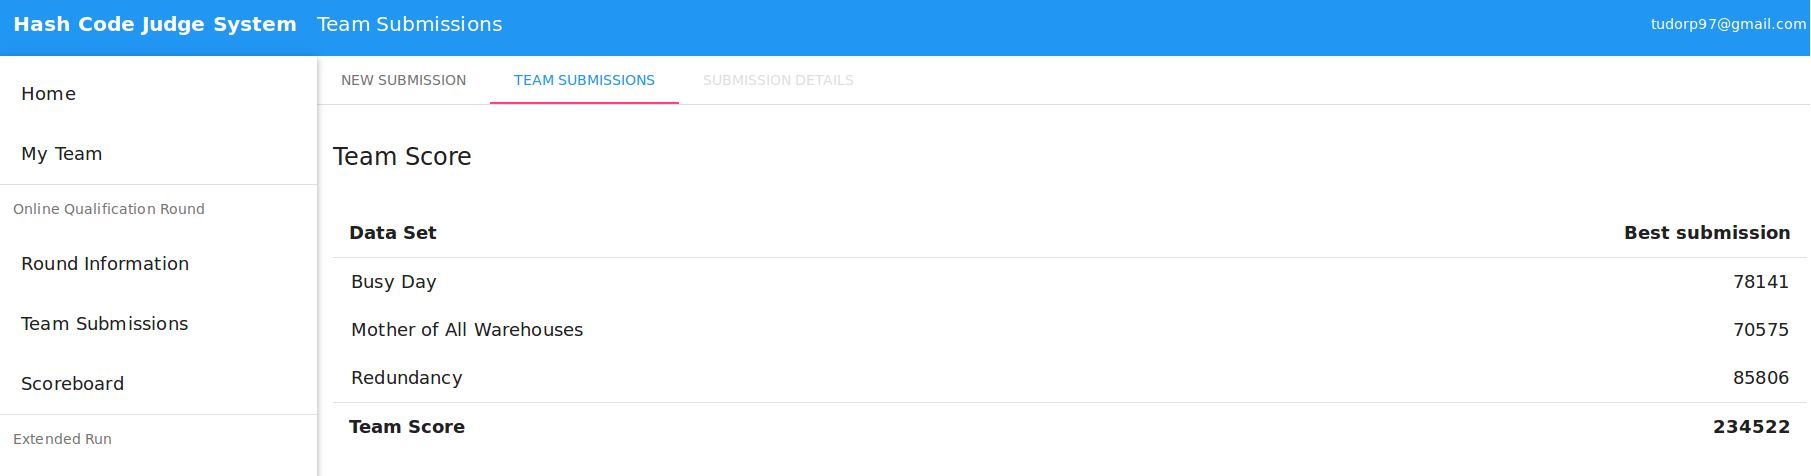 Hash Code Judge System Team Submissions tudorp97@gmail.com
NEW SUBMISSION TEAM SUBMISSIONS SUBMISSION DETAILS
Home
My Team
Online Qualification Round
Round Information
Team Submissions
Scoreboard
Extended Run
Team Score
Data Set Best submission
Busy Day 78141
Mother of All Warehouses 70575
Redundancy 85806
Team Score 234522